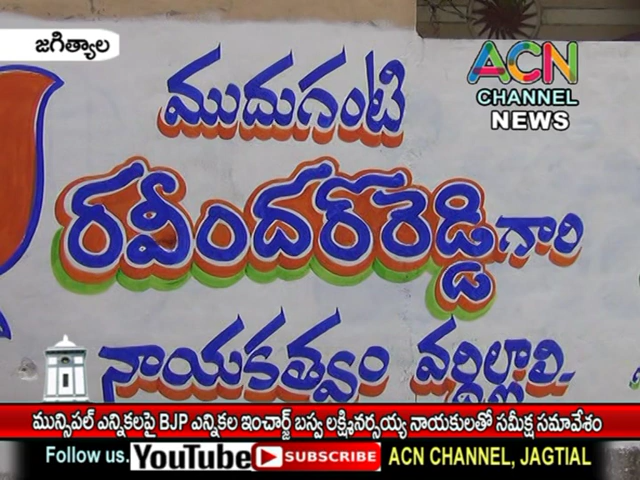 జగిత్యాల
ACN
CHANNEL
NEWS
ముదుగంటి
రవీందర్‌రెడ్డి గారి
నాయకత్వం వర్ధిల్లాలి.
మున్సిపల్ ఎన్నికలపై BJP ఎన్నికల ఇంచార్జ్ బస్వ లక్ష్మినర్సయ్య నాయకులతో సమీక్ష సమావేశం
Follow us. YouTube SUBSCRIBE ACN CHANNEL, JAGTIAL